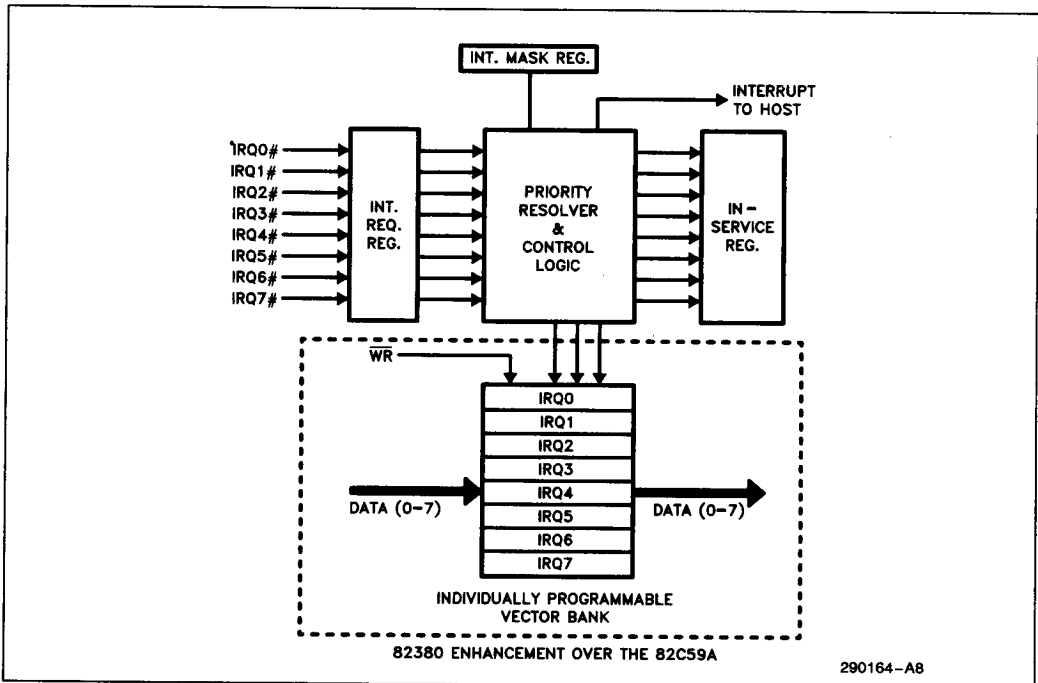 INT. MASK REG.
INTERRUPT
TO HOST
IRQ0#
IRQ1#
IRQ2#
IRQ3#
IRQ4#
IRQ5#
IRQ6#
IRQ7#
INT.
REQ.
REG.
PRIORITY
RESOLVER
&
CONTROL
LOGIC
IN-
SERVICE
REG.
WR
IRQ0
IRQ1
IRQ2
IRQ3
IRQ4
IRQ5
IRQ6
IRQ7
DATA (0-7)
DATA (0-7)
INDIVIDUALLY PROGRAMMABLE
VECTOR BANK
82380 ENHANCEMENT OVER THE 82C59A
290164-A8